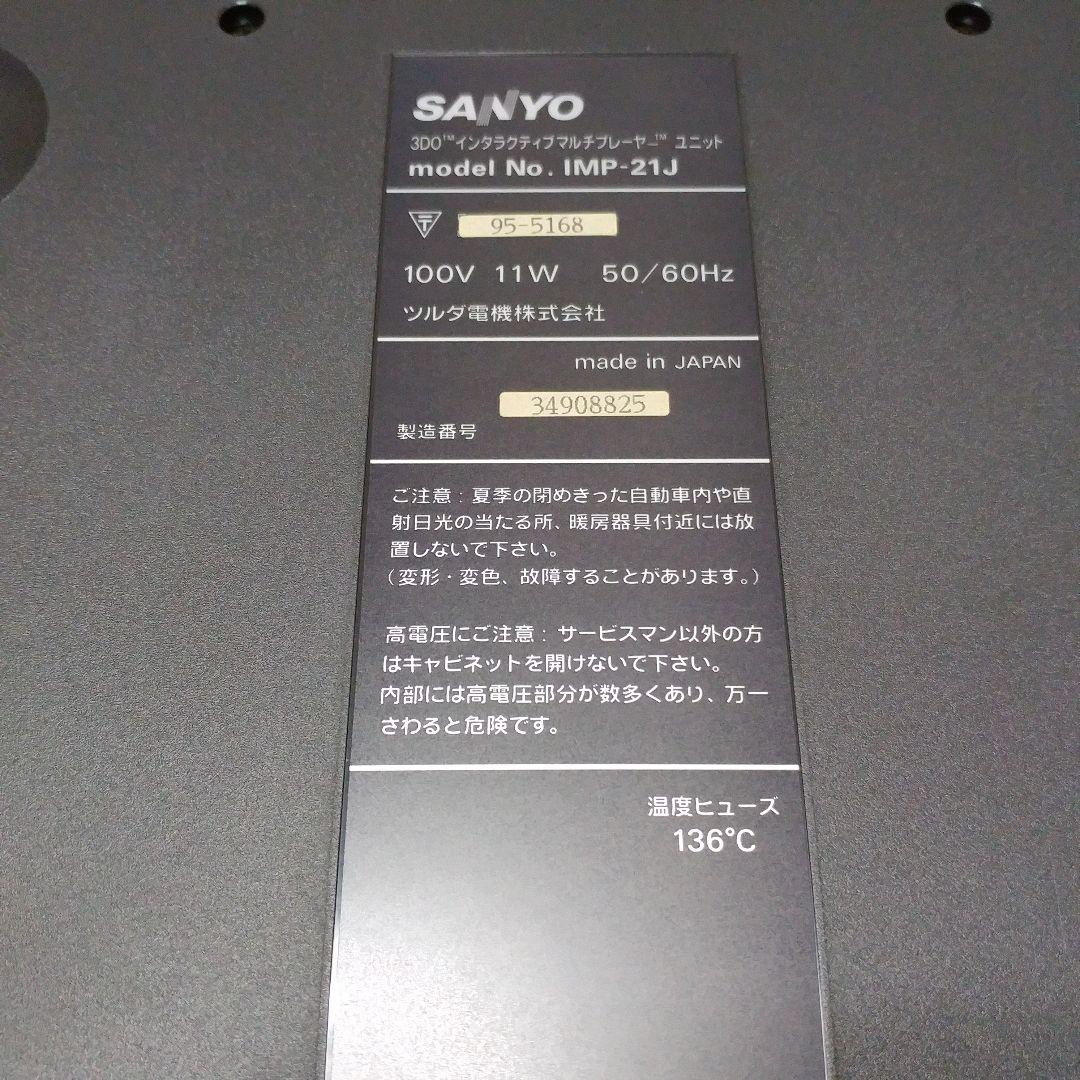 SANYO
3DO™インタラクティブマルチプレーヤー™ ユニット
model No. IMP-21J
〒 95-5168
100V 11W 50/60Hz
ツルダ電機株式会社
made in JAPAN
34908825
製造番号
ご注意：夏季の閉めきった自動車内や直
射日光の当たる所、暖房器具付近には放
置しないで下さい。
（変形・変色、故障することがあります。）
高電圧にご注意：サービスマン以外の方
はキャビネットを開けないで下さい。
内部には高電圧部分が数多くあり、万一
さわると危険です。
温度ヒューズ
136℃